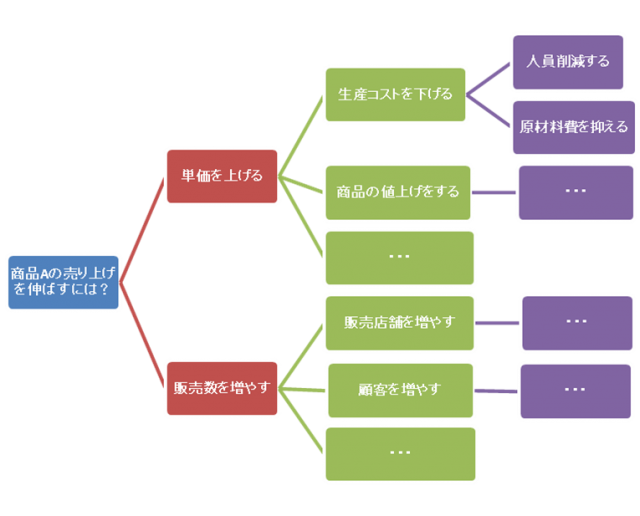 人員削減する
生産コストを下げる
原材料費を抑える
単価を上げる
商品の値上げをする
・・・
・・・
商品Aの売り上げ
を伸ばすには？
販売店舗を増やす
・・・
販売数を増やす
顧客を増やす
・・・
・・・